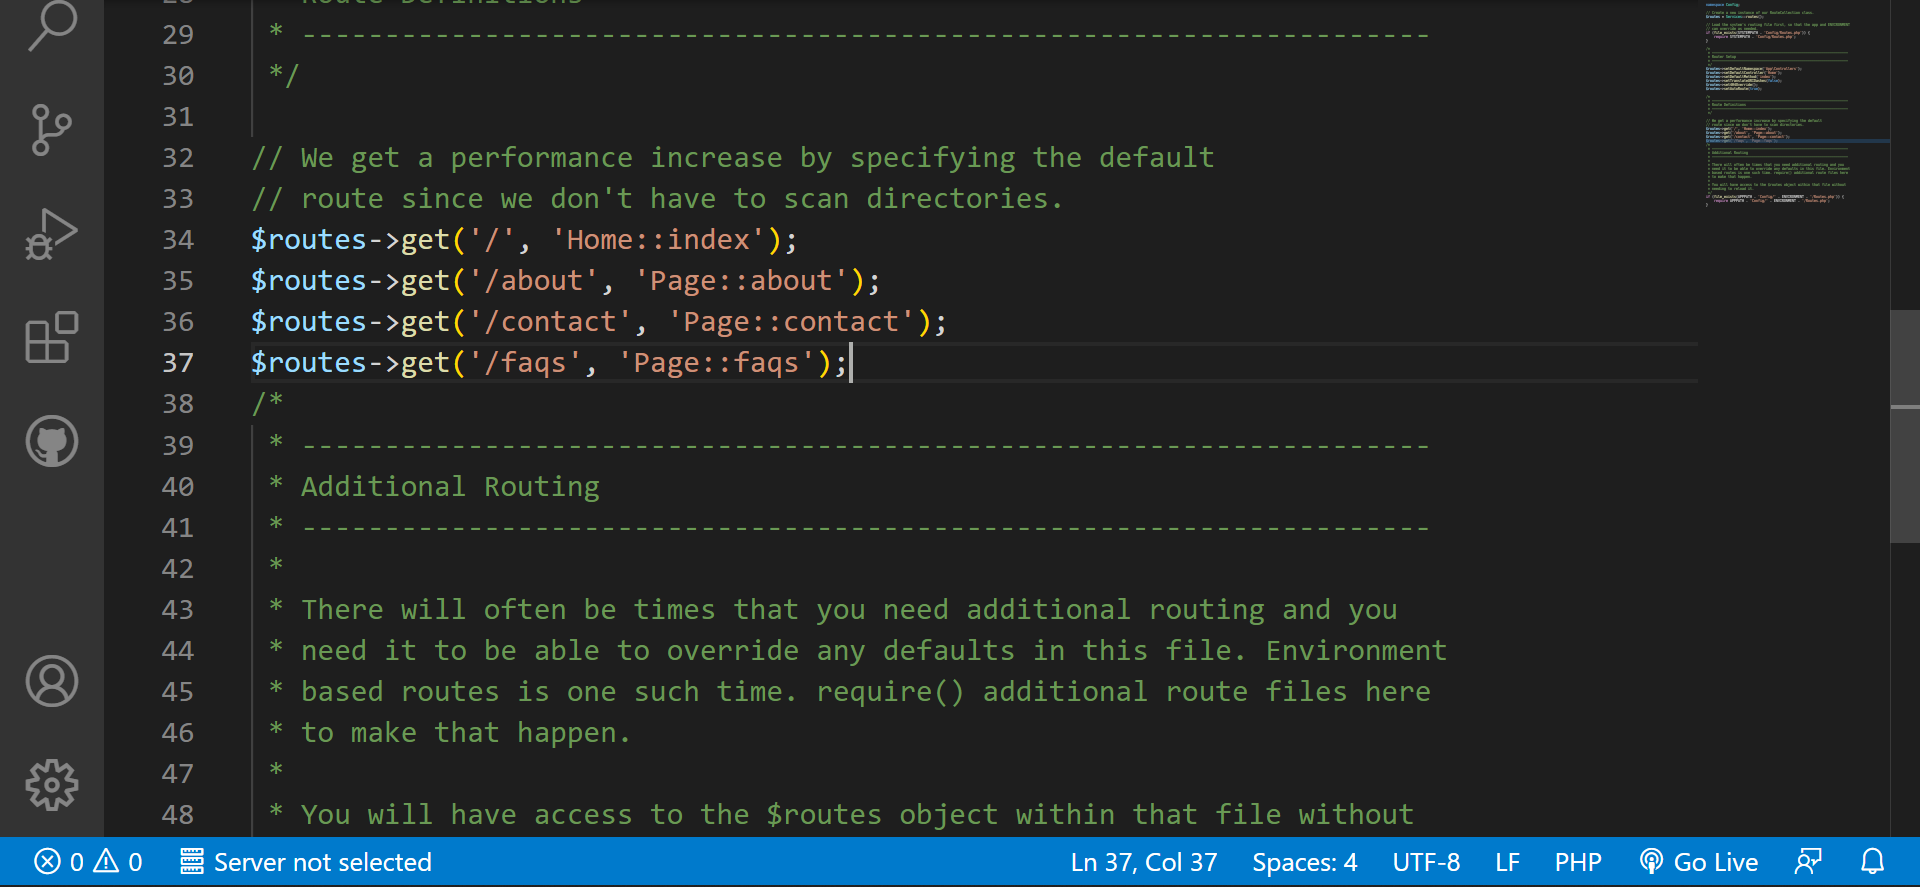 28 * Route Definitions
29 * --------------------------------------------------------------------
30 */
31
32 // We get a performance increase by specifying the default
33 // route since we don't have to scan directories.
34 $routes->get('/', 'Home::index');
35 $routes->get('/about', 'Page::about');
36 $routes->get('/contact', 'Page::contact');
37 $routes->get('/faqs', 'Page::faqs');
38 /*
39 * --------------------------------------------------------------------
40 * Additional Routing
41 * --------------------------------------------------------------------
42 *
43 * There will often be times that you need additional routing and you
44 * need it to be able to override any defaults in this file. Environment
45 * based routes is one such time. require() additional route files here
46 * to make that happen.
47 *
48 * You will have access to the $routes object within that file without
0 0 Server not selected Ln 37, Col 37 Spaces: 4 UTF-8 LF PHP Go Live